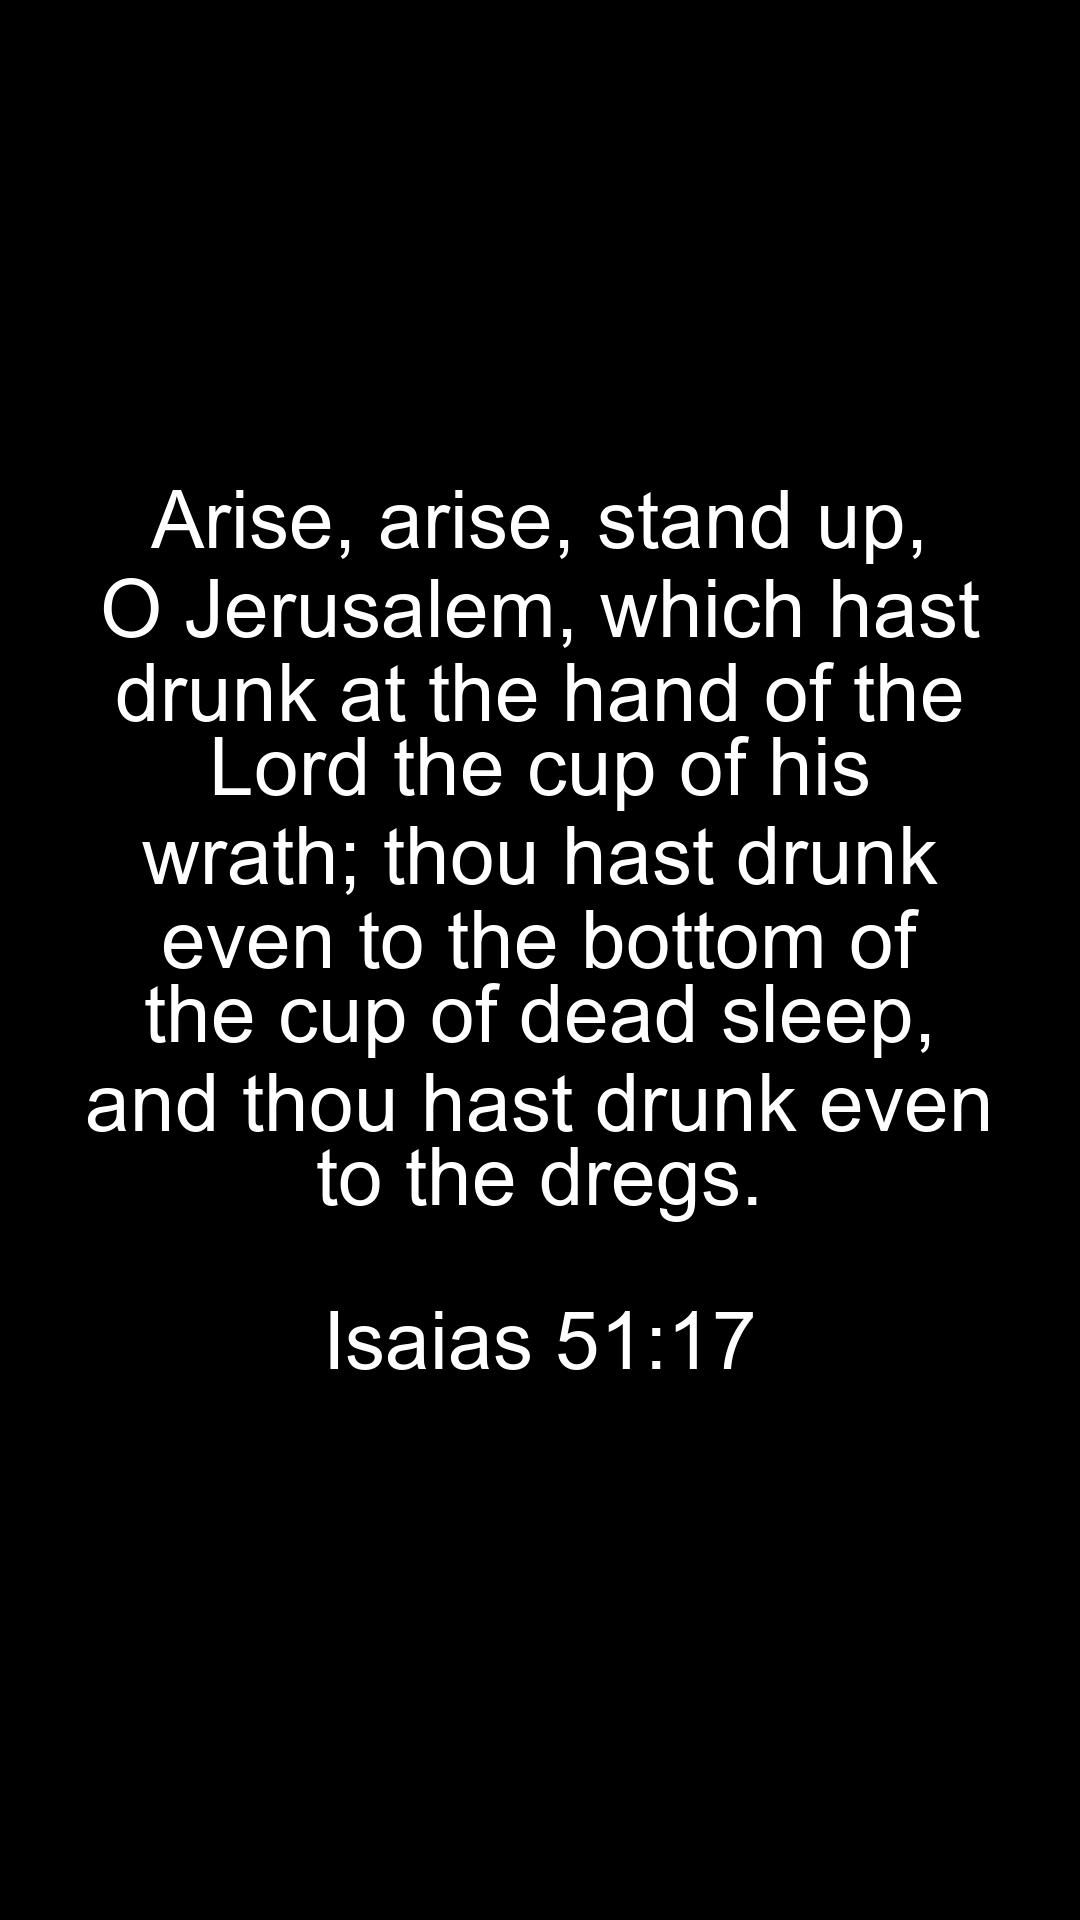 Arise, arise, stand up,
O Jerusalem, which hast
drunk at the hand of the
Lord the cup of his
wrath; thou hast drunk
even to the bottom of
the cup of dead sleep,
and thou hast drunk even
to the dregs.
Isaias 51:17